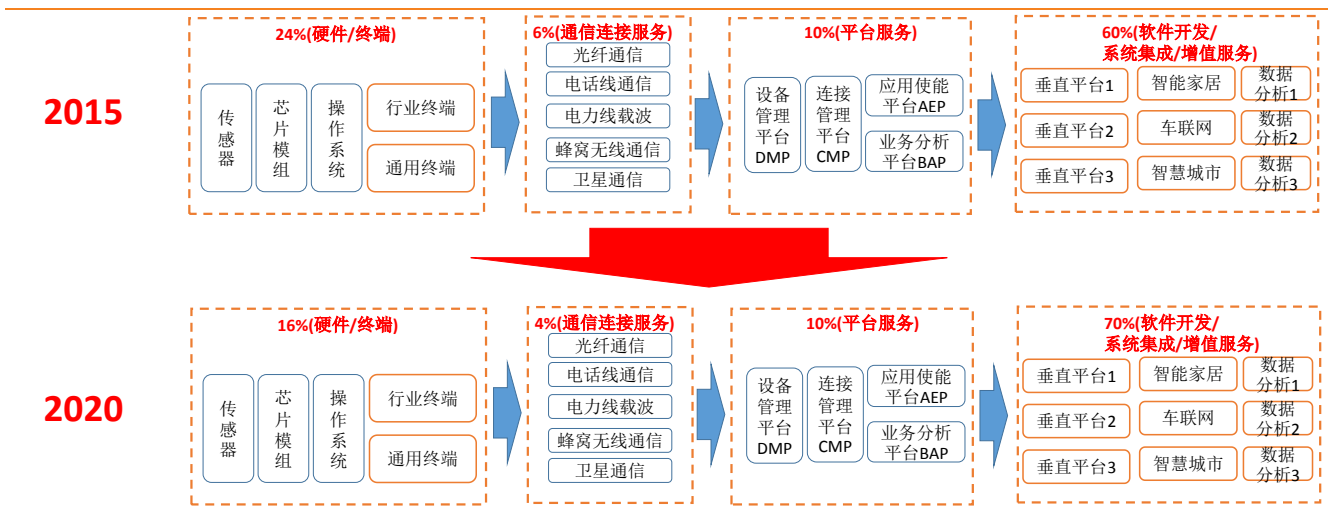 2015
24%(硬件/终端)
传感器
芯片模组
操作系统
行业终端
通用终端
6%(通信连接服务)
光纤通信
电话线通信
电力线载波
蜂窝无线通信
卫星通信
10%(平台服务)
设备
管理
平台
DMP
连接
管理
平台
CMP
应用使能
平台AEP
业务分析
平台BAP
60%(软件开发/
系统集成/增值服务)
垂直平台1
智能家居
数据
分析1
垂直平台2
车联网
数据
分析2
垂直平台3
智慧城市
数据
分析3
2020
16%(硬件/终端)
传感器
芯片模组
操作系统
行业终端
通用终端
4%(通信连接服务)
光纤通信
电话线通信
电力线载波
蜂窝无线通信
卫星通信
10%(平台服务)
设备
管理
平台
DMP
连接
管理
平台
CMP
应用使能
平台AEP
业务分析
平台BAP
70%(软件开发/
系统集成/增值服务)
垂直平台1
智能家居
数据
分析1
垂直平台2
车联网
数据
分析2
垂直平台3
智慧城市
数据
分析3